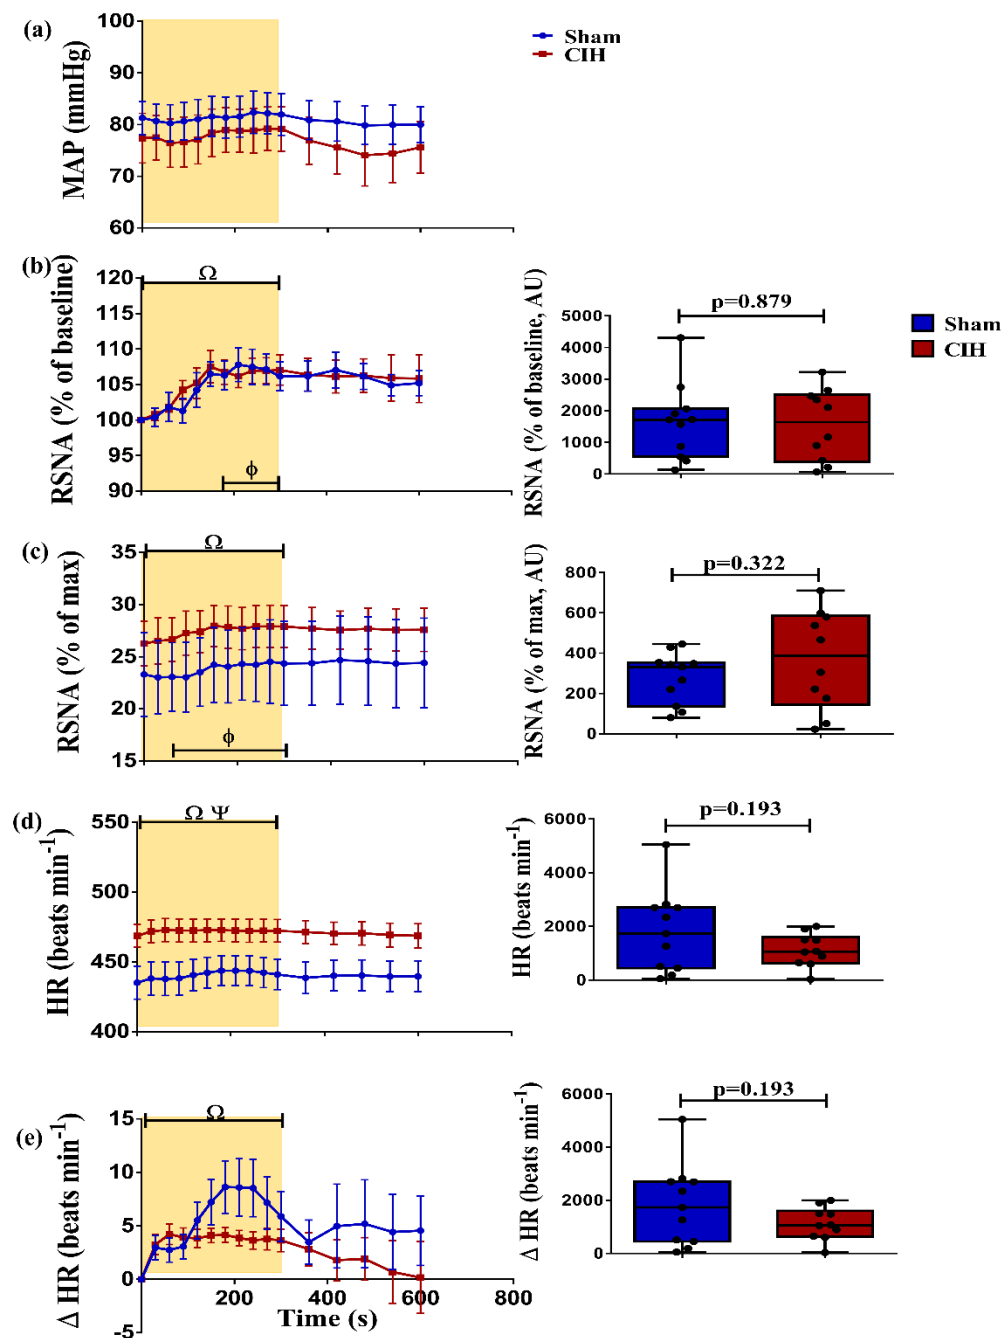 (a)
MAP (mmHg)
100
90
80
70
60
Sham
CIH
(b)
RSNA (% of baseline)
120
115
110
105
100
95
90
Ω
ϕ
RSNA (% of baseline, AU)
5000
4000
3000
2000
1000
0
p=0.879
Sham
CIH
(c)
RSNA (% of max)
35
31
27
23
19
15
Ω
ϕ
RSNA (% of max, AU)
800
600
400
200
0
p=0.322
(d)
HR (beats min⁻¹)
550
500
450
400
Ω Ψ
HR (beats min⁻¹)
6000
4000
2000
0
p=0.193
(e)
Δ HR (beats min⁻¹)
15
10
5
0
-5
Ω
200 400 600 800
Time (s)
Δ HR (beats min⁻¹)
6000
4000
2000
0
p=0.193